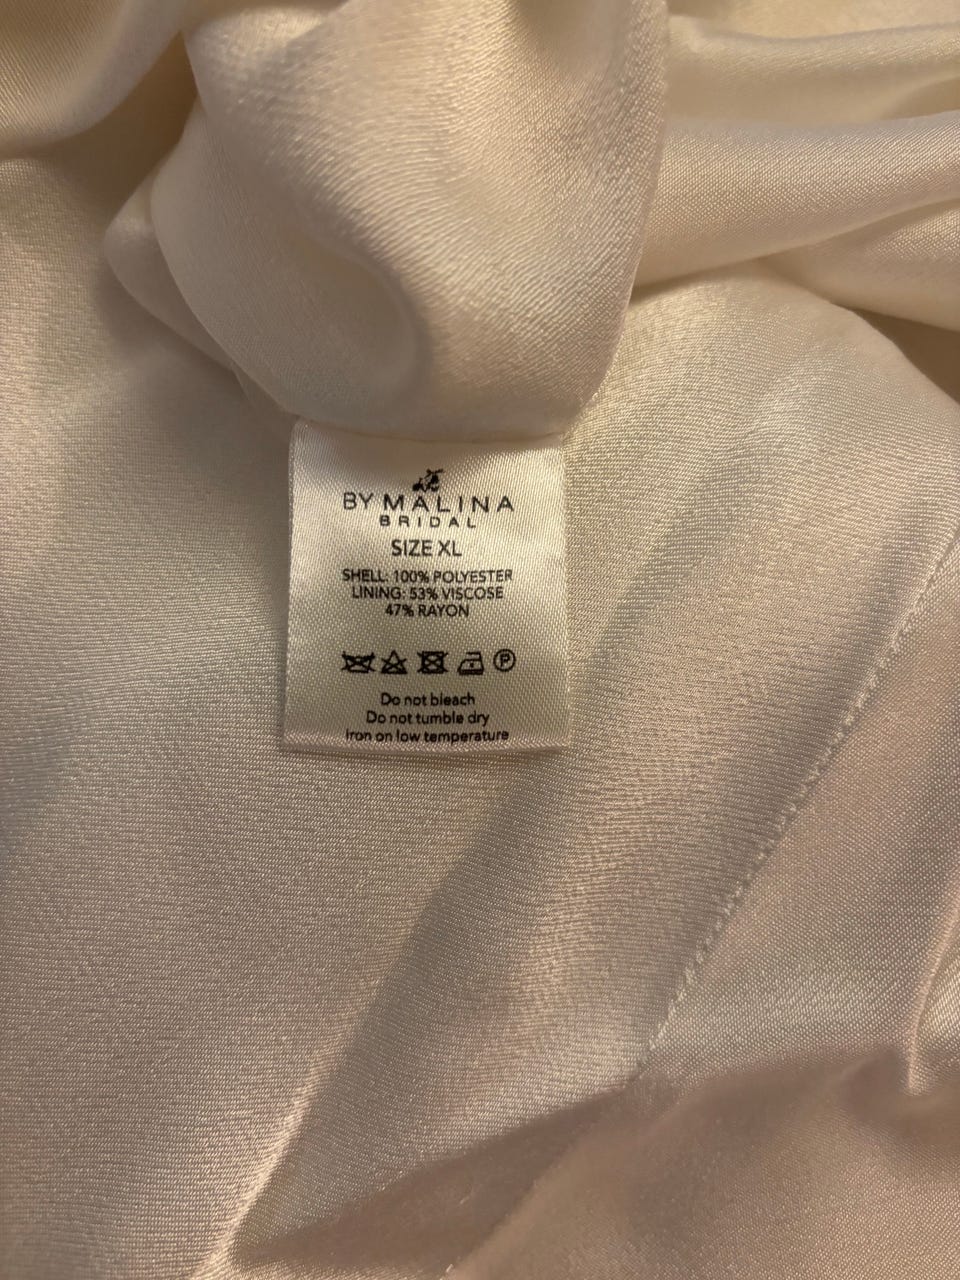 BY MALINA
BRIDAL
SIZE XL
SHELL: 100% POLYESTER
LINING: 53% VISCOSE
47% RAYON
P
Do not bleach
Do not tumble dry
Iron on low temperature